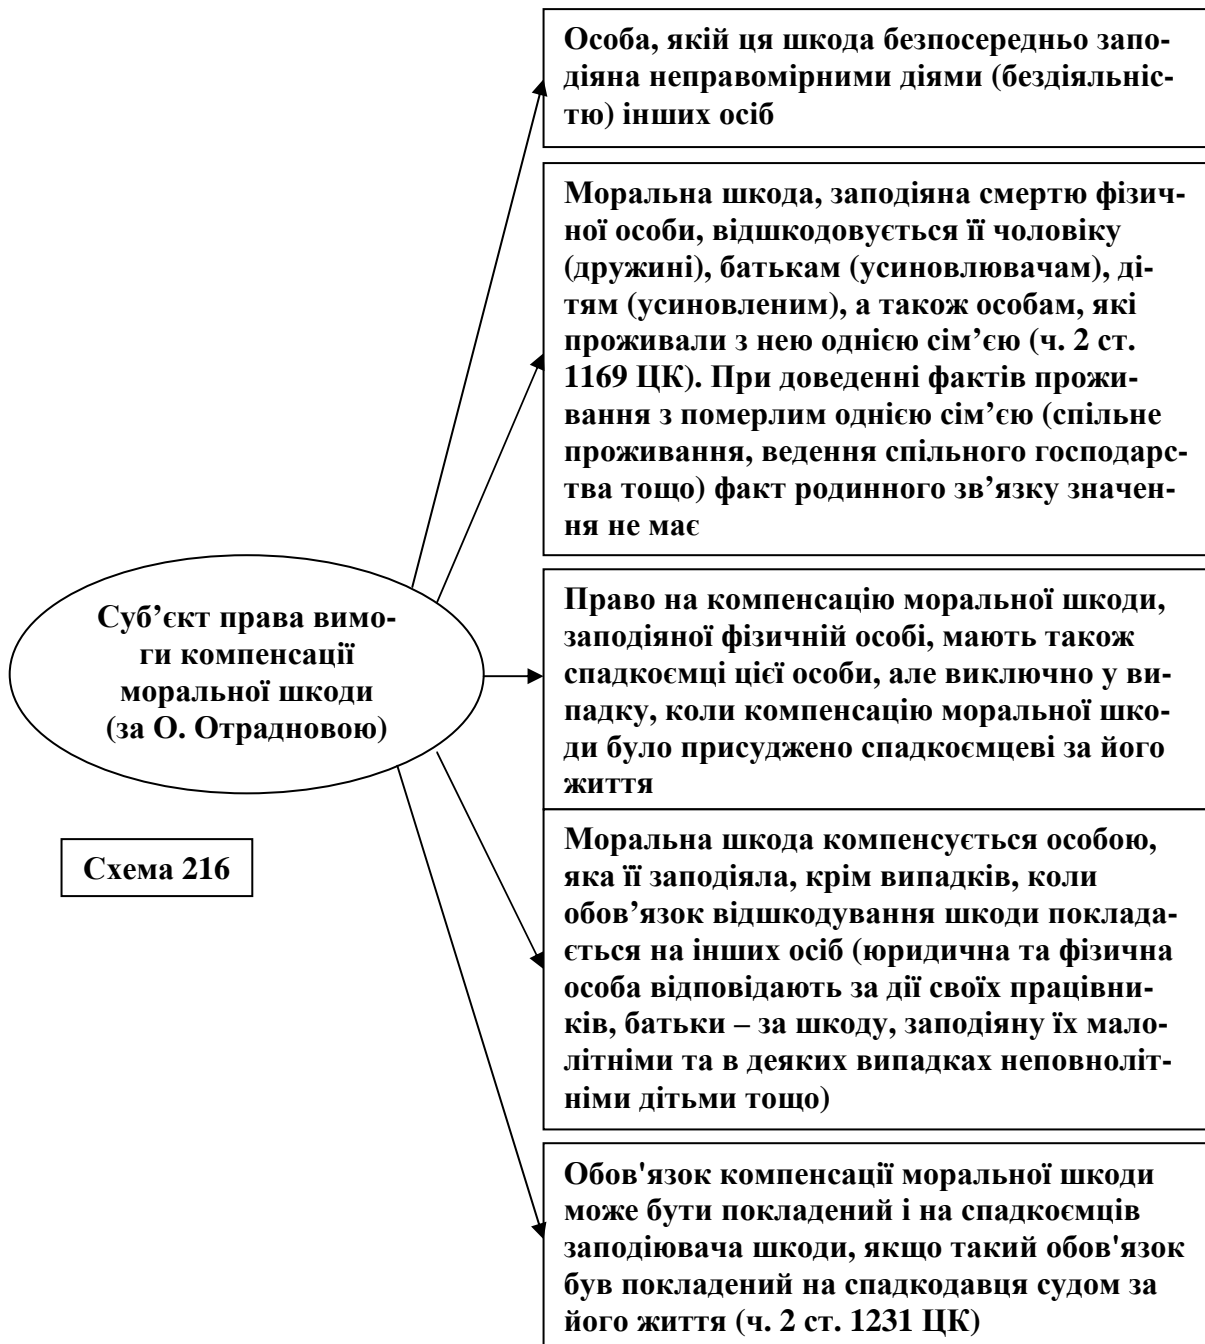 Особа, якій ця шкода безпосередньо запо-
діяна неправомірними діями (бездіяльніс-
тю) інших осіб
Моральна шкода, заподіяна смертю фізич-
ної особи, відшкодовується її чоловіку
(дружині), батькам (усиновлювачам), ді-
тям (усиновленим), а також особам, які
проживали з нею однією сім’єю (ч. 2 ст.
1169 ЦК). При доведенні фактів прожи-
вання з померлим однією сім’єю (спільне
проживання, ведення спільного господарс-
тва тощо) факт родинного зв’язку значен-
ня не має
Суб’єкт права вимо-
ги компенсації
моральної шкоди
(за О. Отрадновою)
Право на компенсацію моральної шкоди,
заподіяної фізичній особі, мають також
спадкоємці цієї особи, але виключно у ви-
падку, коли компенсацію моральної шко-
ди було присуджено спадкоємцеві за його
життя
Схема 216
Моральна шкода компенсується особою,
яка її заподіяла, крім випадків, коли
обов’язок відшкодування шкоди поклада-
ється на інших осіб (юридична та фізична
особа відповідають за дії своїх працівни-
ків, батьки – за шкоду, заподіяну їх мало-
літніми та в деяких випадках неповноліт-
німи дітьми тощо)
Обов'язок компенсації моральної шкоди
може бути покладений і на спадкоємців
заподіювача шкоди, якщо такий обов'язок
був покладений на спадкодавця судом за
його життя (ч. 2 ст. 1231 ЦК)